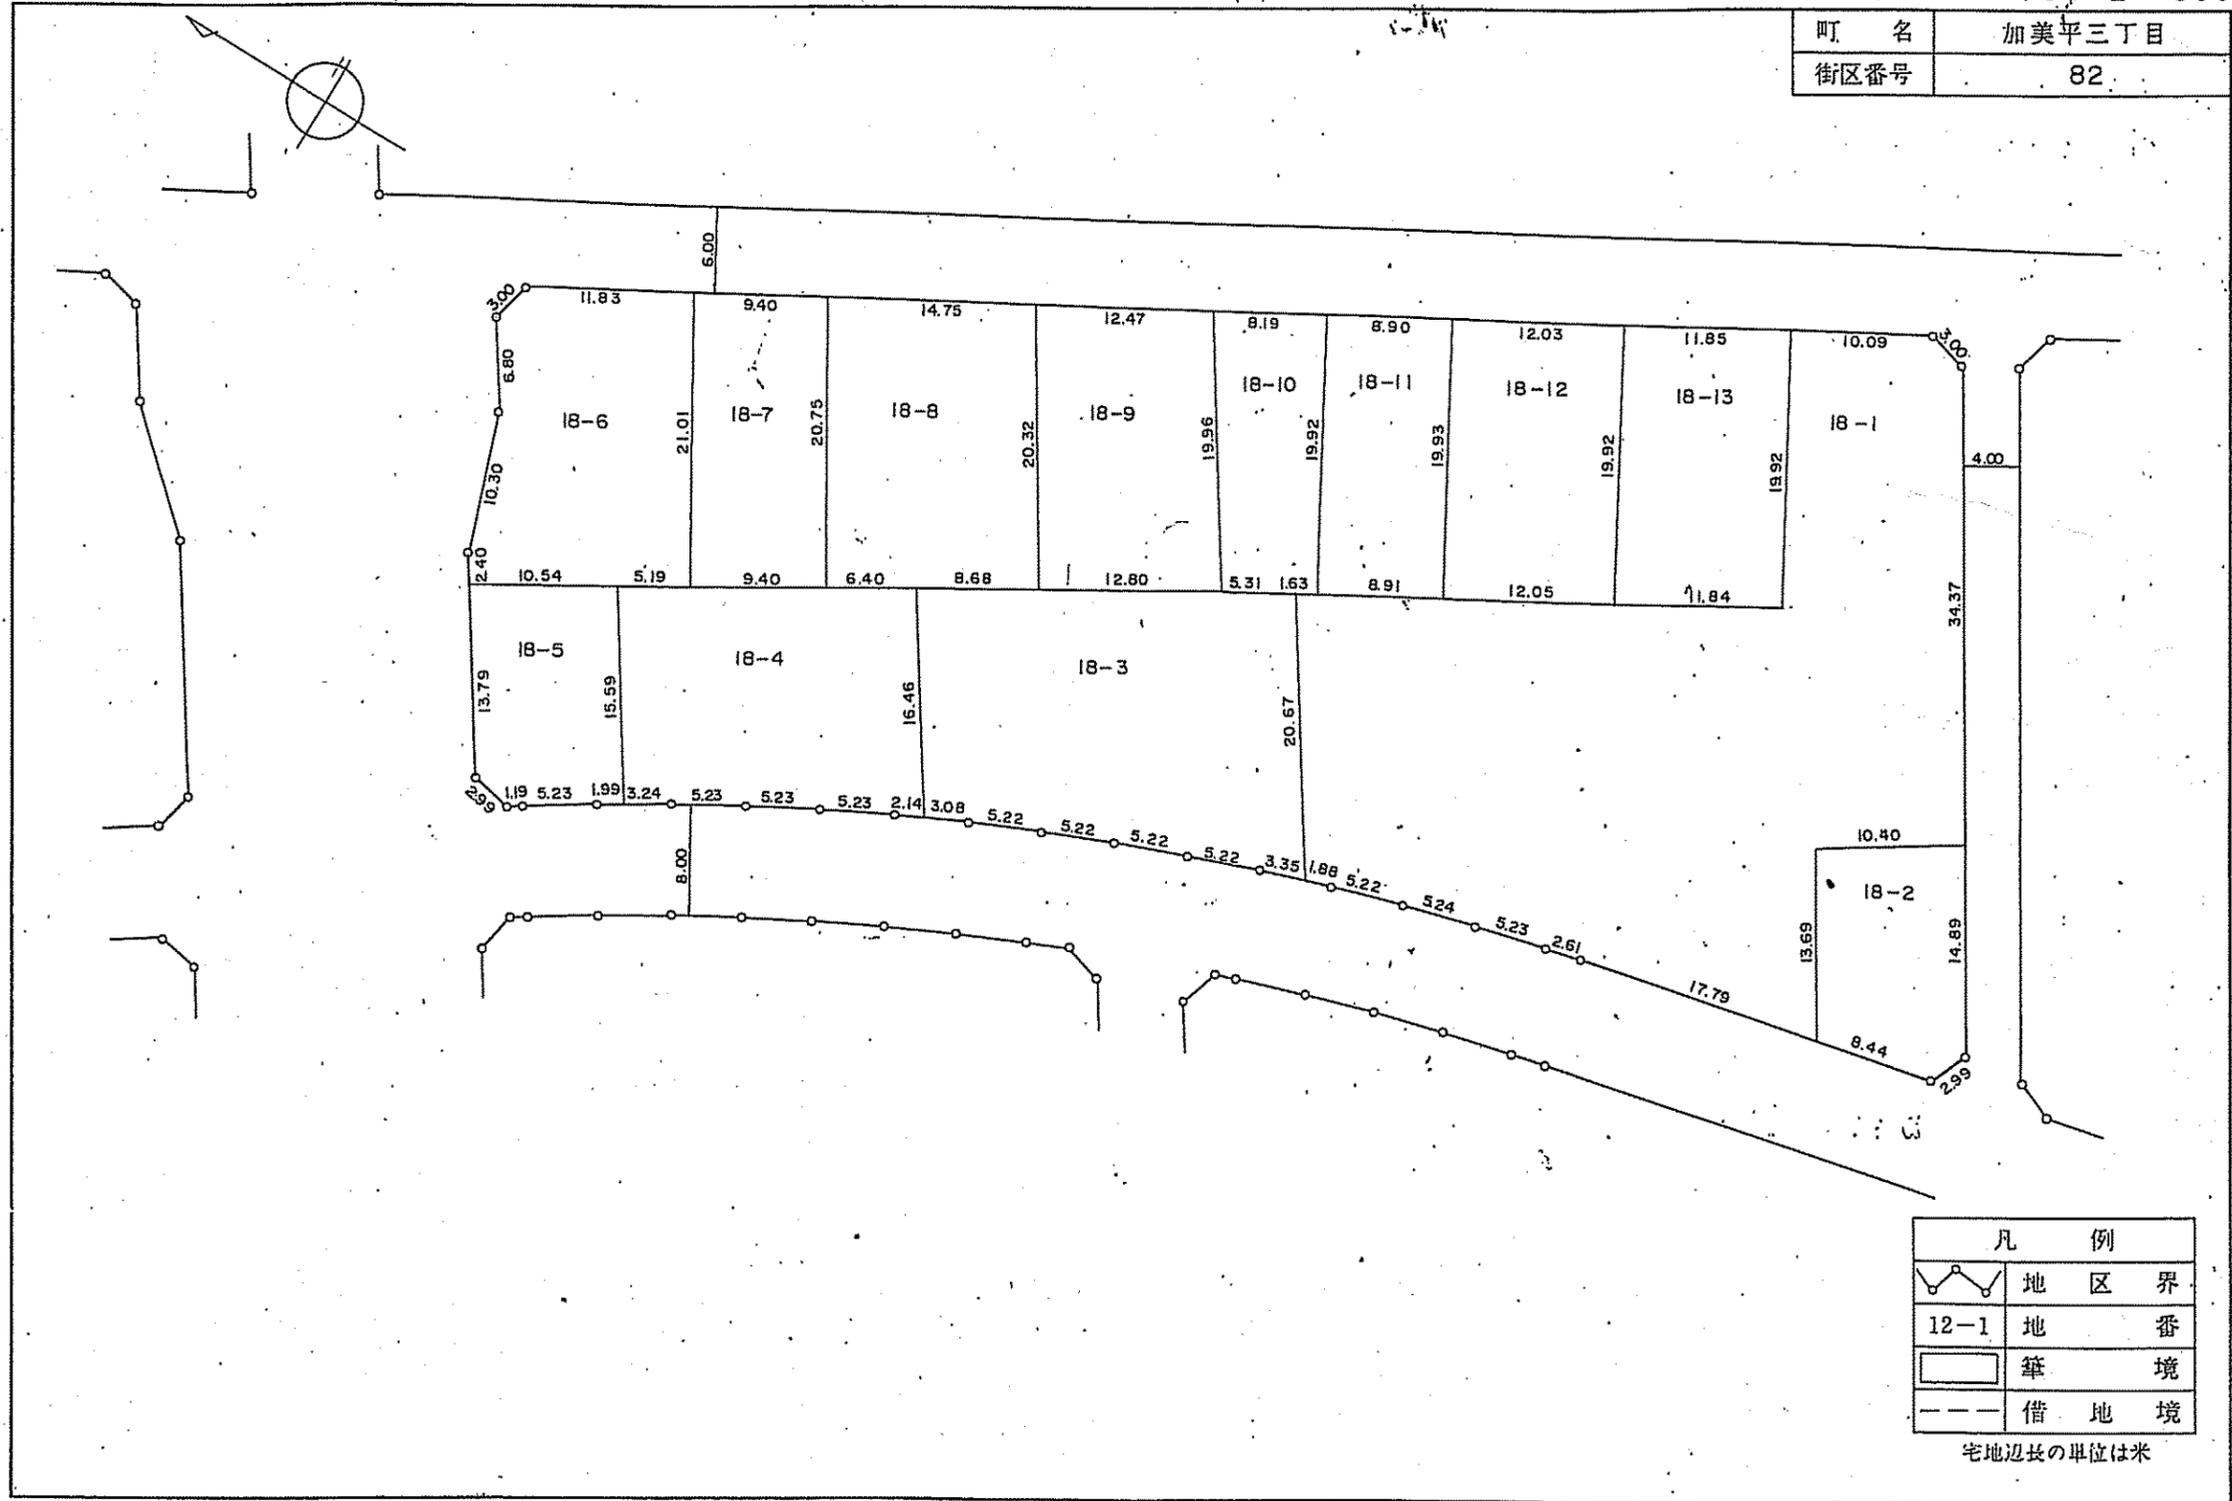 町 名 加美平三丁目
街区番号 82
6.00
3.00 11.83 9.40 14.75 12.47 8.19 8.90 12.03 11.85 10.09 3.00
6.80
18-6 18-7 18-8 18-9 18-10 18-11 18-12 18-13 18-1
10.30 21.01 20.75 20.32 19.96 19.92 19.93 19.92 19.92
4.00
2.40
10.54 5.19 9.40 6.40 8.68 12.80 5.31 1.63 8.91 12.05 11.84
34.37
18-5 18-4 18-3
13.79 15.59 16.46 20.67
2.99 1.19 5.23 1.99 3.24 5.23 5.23 5.23 2.14 3.08 5.22 5.22 5.22 5.22 3.35 1.88 5.22 5.24 5.23 2.61 17.79 8.44 2.99
8.00
10.40
18-2
13.69 14.89
凡 例
地 区 界
12-1 地 番
筆 境
借 地 境
宅地辺長の単位は米